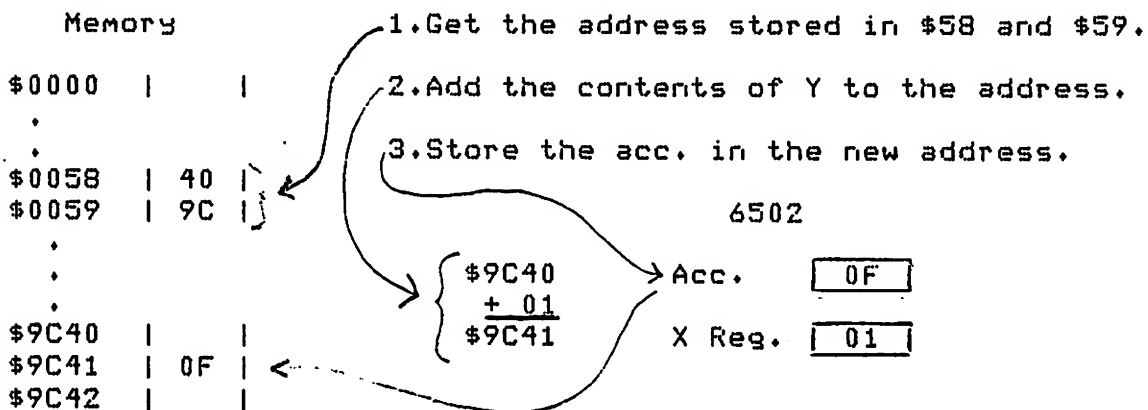 Memory
1.Get the address stored in $58 and $59.
$0000 | |
2.Add the contents of Y to the address.
.
.
3.Store the acc. in the new address.
$0058 | 40 |
$0059 | 9C |
6502
.
.
.
$9C40
+ 01
$9C41
Acc. 0F
X Reg. 01
$9C40 | |
$9C41 | 0F |
$9C42 | |